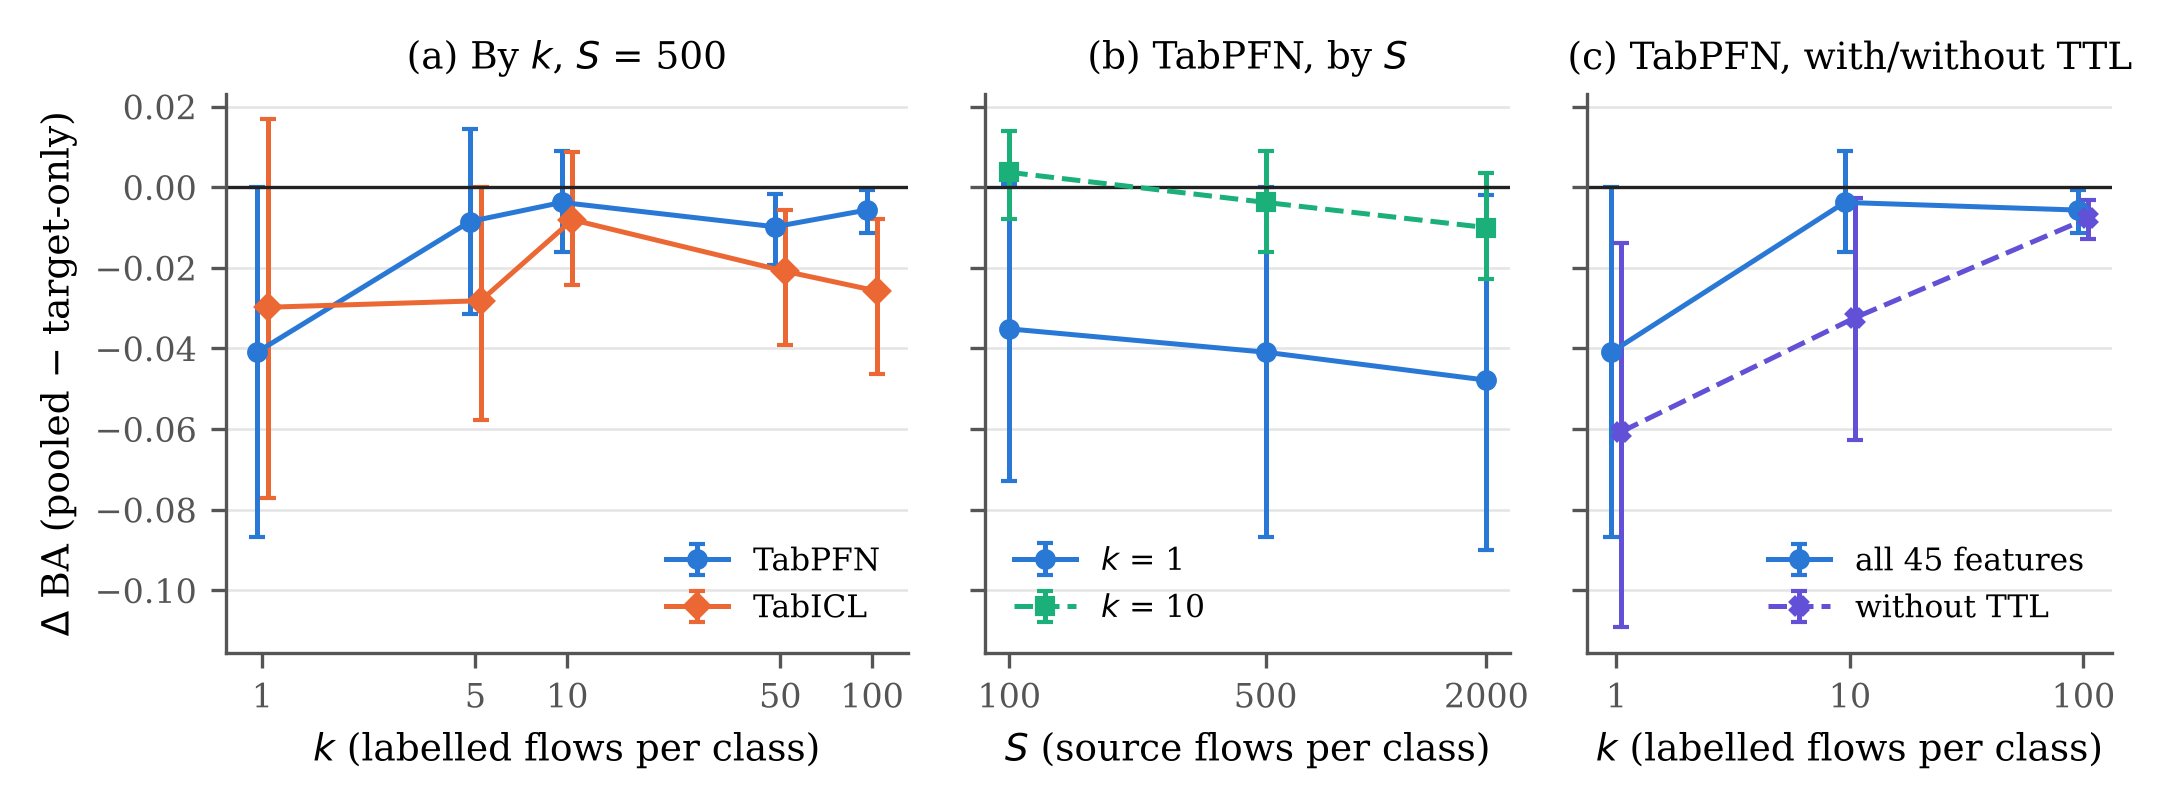 (a) By k, S = 500
(b) TabPFN, by S
(c) TabPFN, with/without TTL
Δ BA (pooled − target-only)
0.02
0.00
−0.02
−0.04
−0.06
−0.08
−0.10
TabPFN
TabICL
1 5 10 50 100
k (labelled flows per class)
k = 1
k = 10
100 500 2000
S (source flows per class)
all 45 features
without TTL
1 10 100
k (labelled flows per class)